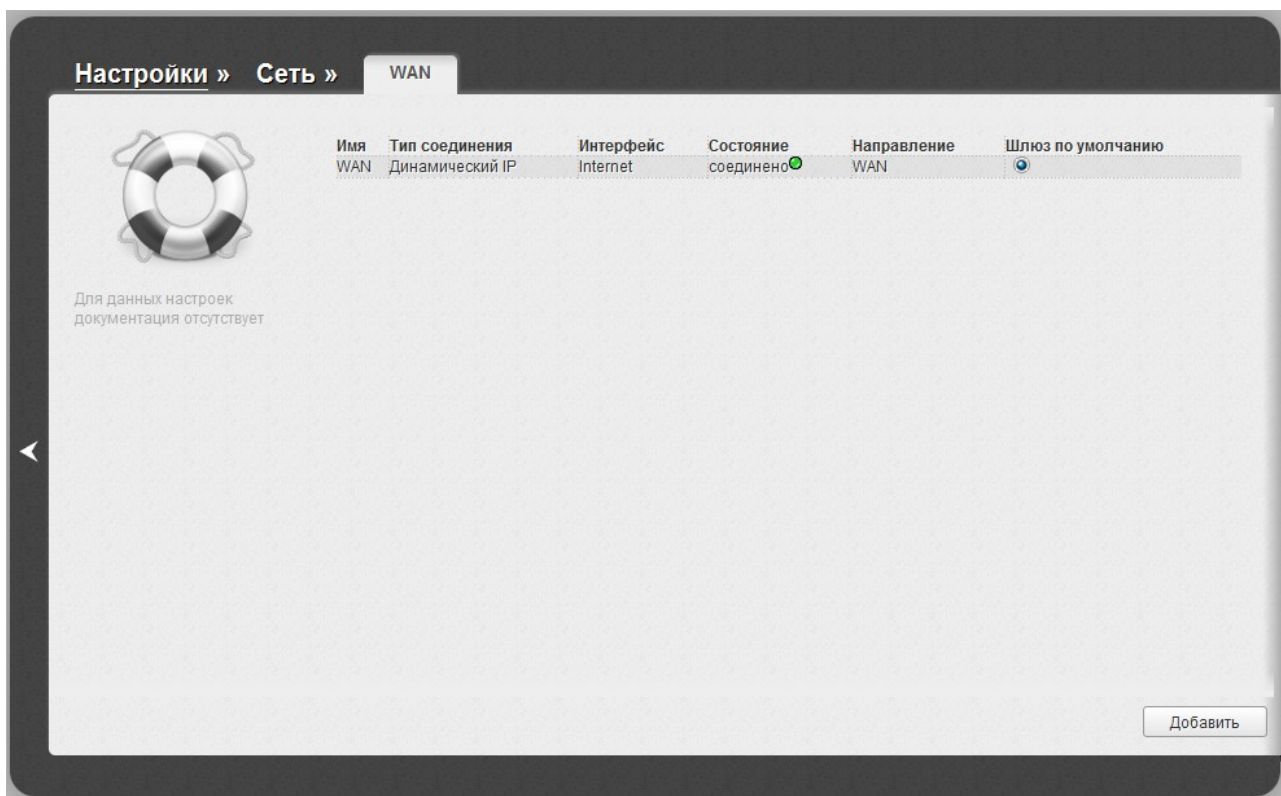 Настройки » Сеть » WAN
Имя Тип соединения Интерфейс Состояние Направление Шлюз по умолчанию
WAN Динамический IP Internet соединено WAN
Для данных настроек
документация отсутствует
Добавить